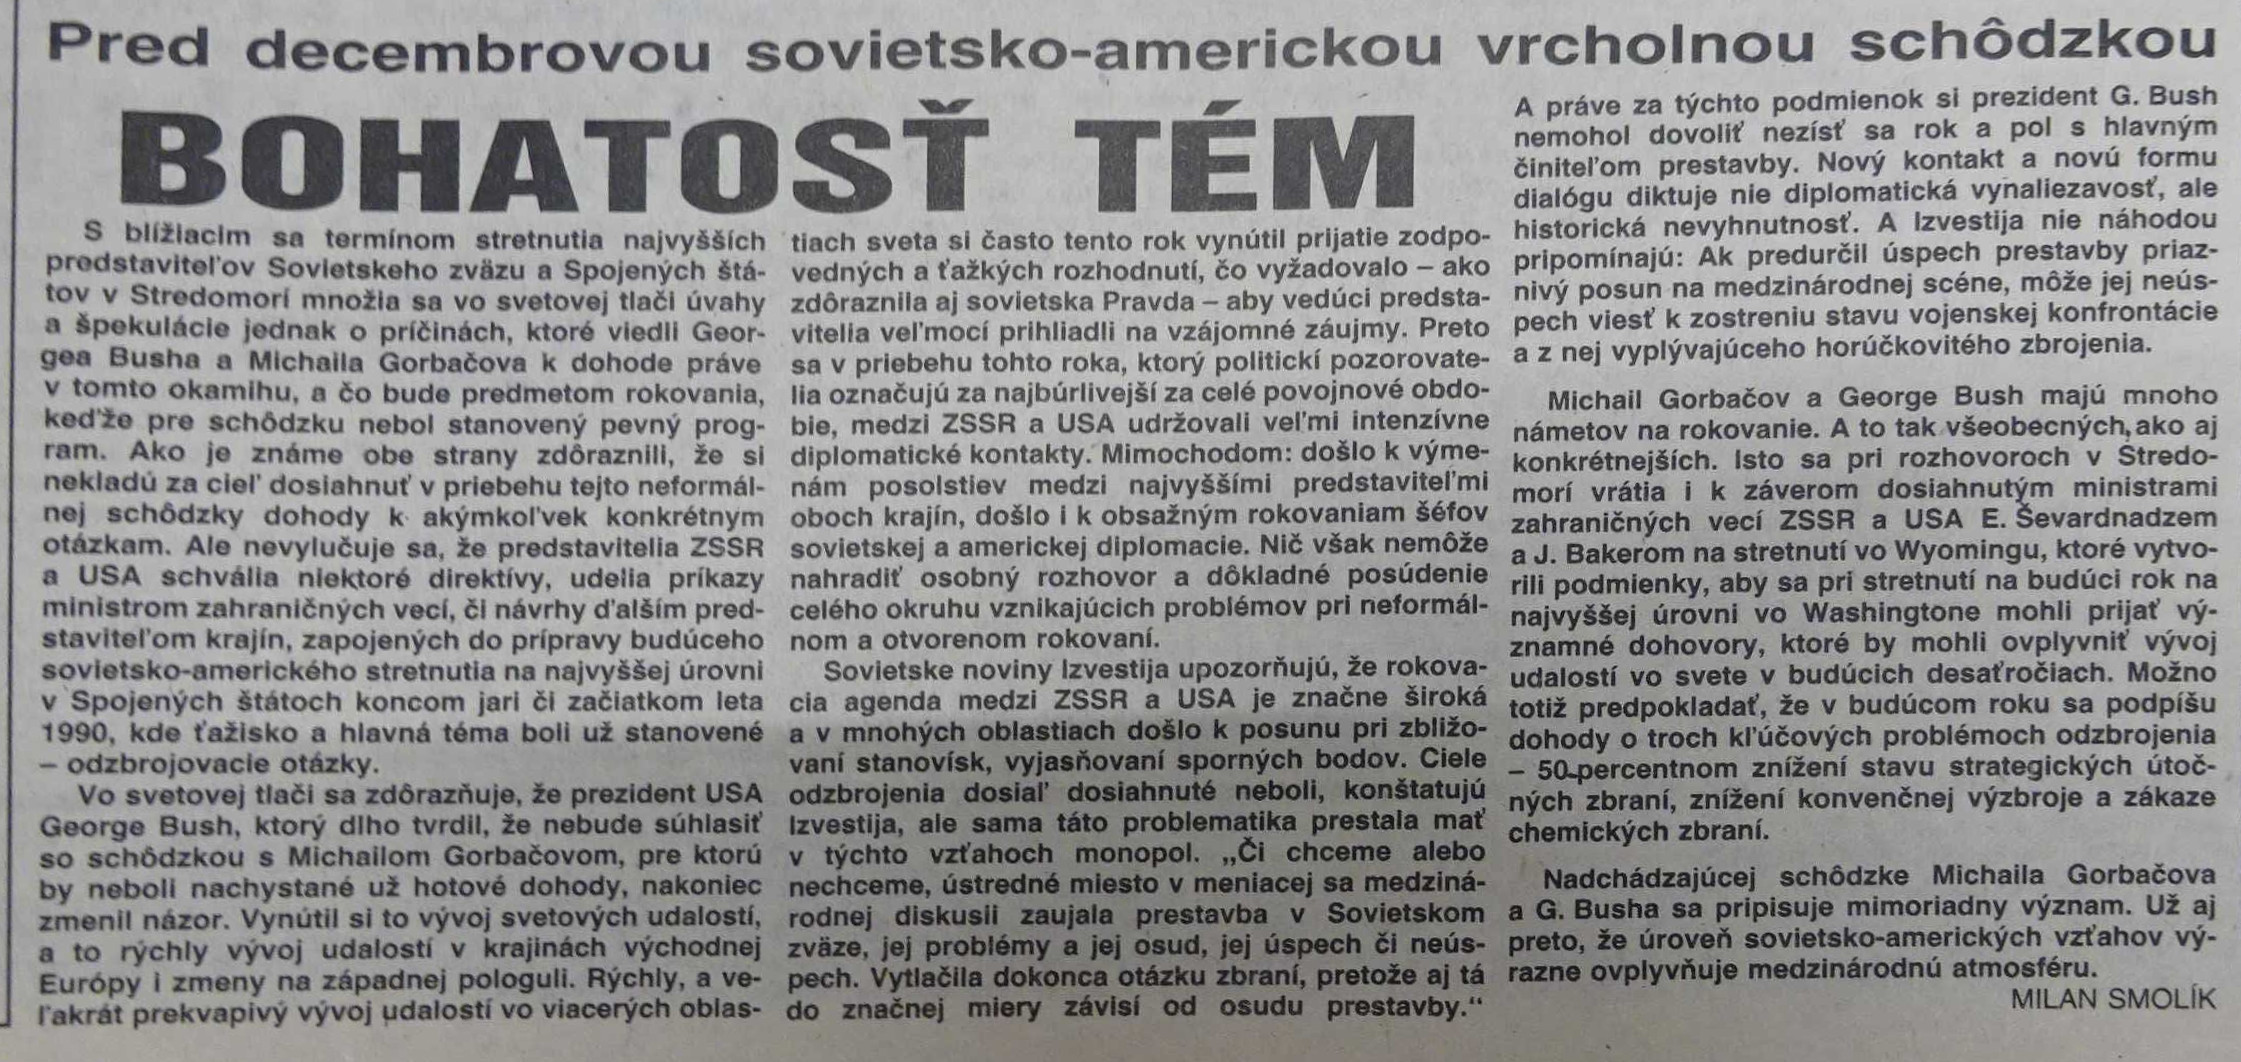 Pred decembrovou sovietsko-americkou vrcholnou schôdzkou
BOHATOSŤ TÉM
S blížiacim sa termínom stretnutia najvyšších
predstaviteľov Sovietskeho zväzu a Spojených štá-
tov v Stredomorí množia sa vo svetovej tlači úvahy
a špekulácie jednak o príčinách, ktoré viedli Geor-
gea Busha a Michaila Gorbačova k dohode práve
v tomto okamihu, a čo bude predmetom rokovania,
keďže pre schôdzku nebol stanovený pevný prog-
ram. Ako je známe obe strany zdôraznili, že si
nekladú za cieľ dosiahnuť v priebehu tejto neformál-
nej schôdzky dohody k akýmkoľvek konkrétnym
otázkam. Ale nevylučuje sa, že predstavitelia ZSSR
a USA schvália niektoré direktívy, udelia príkazy
ministrom zahraničných vecí, či návrhy ďalším pred-
staviteľom krajín, zapojených do prípravy budúceho
sovietsko-amerického stretnutia na najvyššej úrovni
v Spojených štátoch koncom jari či začiatkom leta
1990, kde ťažisko a hlavná téma boli už stanovené
– odzbrojovacie otázky.
Vo svetovej tlači sa zdôrazňuje, že prezident USA
George Bush, ktorý dlho tvrdil, že nebude súhlasiť
so schôdzkou s Michailom Gorbačovom, pre ktorú
by neboli nachystané už hotové dohody, nakoniec
zmenil názor. Vynútil si to vývoj svetových udalostí,
a to rýchly vývoj udalostí v krajinách východnej
Európy i zmeny na západnej pologuli. Rýchly, a ve-
ľakrát prekvapivý vývoj udalostí vo viacerých oblas-
tiach sveta si často tento rok vynútil prijatie zodpo-
vedných a ťažkých rozhodnutí, čo vyžadovalo – ako
zdôraznila aj sovietska Pravda – aby vedúci predsta-
vitelia veľmocí prihliadli na vzájomné záujmy. Preto
sa v priebehu tohto roka, ktorý politickí pozorovate-
lia označujú za najbúrlivejší za celé povojnové obdo-
bie, medzi ZSSR a USA udržovali veľmi intenzívne
diplomatické kontakty. Mimochodom: došlo k výme-
nám posolstiev medzi najvyššími predstaviteľmi
oboch krajín, došlo i k obsažným rokovaniam šéfov
sovietskej a americkej diplomacie. Nič však nemôže
nahradiť osobný rozhovor a dôkladné posúdenie
celého okruhu vznikajúcich problémov pri neformál-
nom a otvorenom rokovaní.
Sovietske noviny Izvestija upozorňujú, že rokova-
cia agenda medzi ZSSR a USA je značne široká
a v mnohých oblastiach došlo k posunu pri zbližo-
vaní stanovísk, vyjasňovaní sporných bodov. Ciele
odzbrojenia dosiaľ dosiahnuté neboli, konštatujú
Izvestija, ale sama táto problematika prestala mať
v týchto vzťahoch monopol. „Či chceme alebo
nechceme, ústredné miesto v meniacej sa medziná-
rodnej diskusii zaujala prestavba v Sovietskom
zväze, jej problémy a jej osud, jej úspech či neús-
pech. Vytlačila dokonca otázku zbraní, pretože aj tá
do značnej miery závisí od osudu prestavby.“
A práve za týchto podmienok si prezident G. Bush
nemohol dovoliť nezísť sa rok a pol s hlavným
činiteľom prestavby. Nový kontakt a novú formu
dialógu diktuje nie diplomatická vynaliezavosť, ale
historická nevyhnutnosť. A Izvestija nie náhodou
pripomínajú: Ak predurčil úspech prestavby priaz-
nivý posun na medzinárodnej scéne, môže jej neús-
pech viesť k zostreniu stavu vojenskej konfrontácie
a z nej vyplývajúceho horúčkovitého zbrojenia.
Michail Gorbačov a George Bush majú mnoho
námetov na rokovanie. A to tak všeobecných, ako aj
konkrétnejších. Isto sa pri rozhovoroch v Stredo-
morí vrátia i k záverom dosiahnutým ministrami
zahraničných vecí ZSSR a USA E. Ševardnadzem
a J. Bakerom na stretnutí vo Wyomingu, ktoré vytvo-
rili podmienky, aby sa pri stretnutí na budúci rok na
najvyššej úrovni vo Washingtone mohli prijať vý-
znamné dohovory, ktoré by mohli ovplyvniť vývoj
udalostí vo svete v budúcich desaťročiach. Možno
totiž predpokladať, že v budúcom roku sa podpíšu
dohody o troch kľúčových problémoch odzbrojenia
– 50-percentnom znížení stavu strategických útoč-
ných zbraní, znížení konvenčnej výzbroje a zákaze
chemických zbraní.
Nadchádzajúcej schôdzke Michaila Gorbačova
a G. Busha sa pripisuje mimoriadny význam. Už aj
preto, že úroveň sovietsko-amerických vzťahov vý-
razne ovplyvňuje medzinárodnú atmosféru.
MILAN SMOLÍK